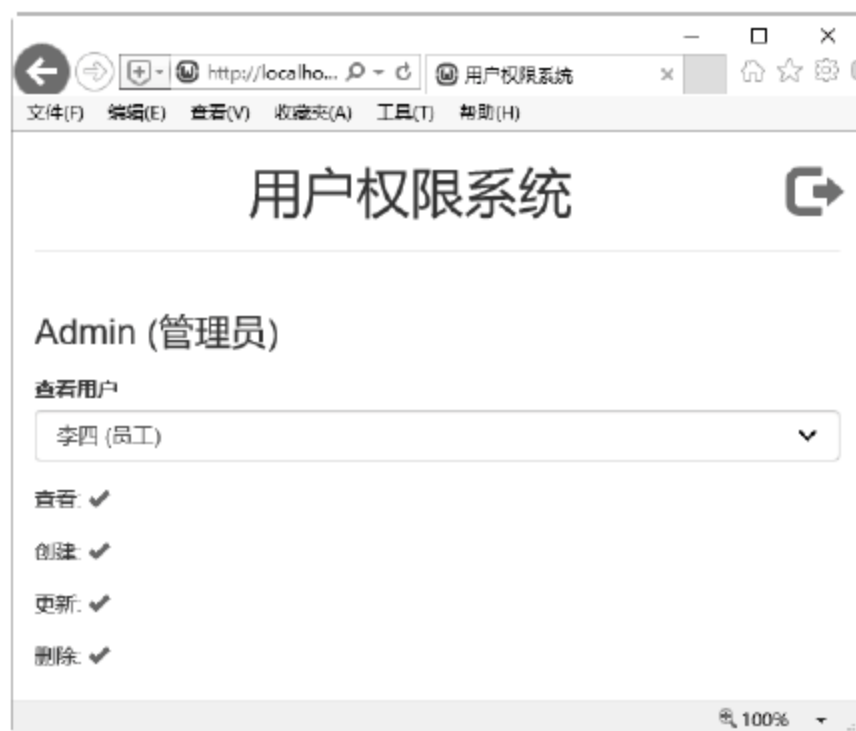 http://localho...
用户权限系统
文件(F) 编辑(E) 查看(V) 收藏夹(A) 工具(T) 帮助(H)
用户权限系统
Admin (管理员)
查看用户
李四 (员工)
查看:
创建:
更新:
删除:
100%